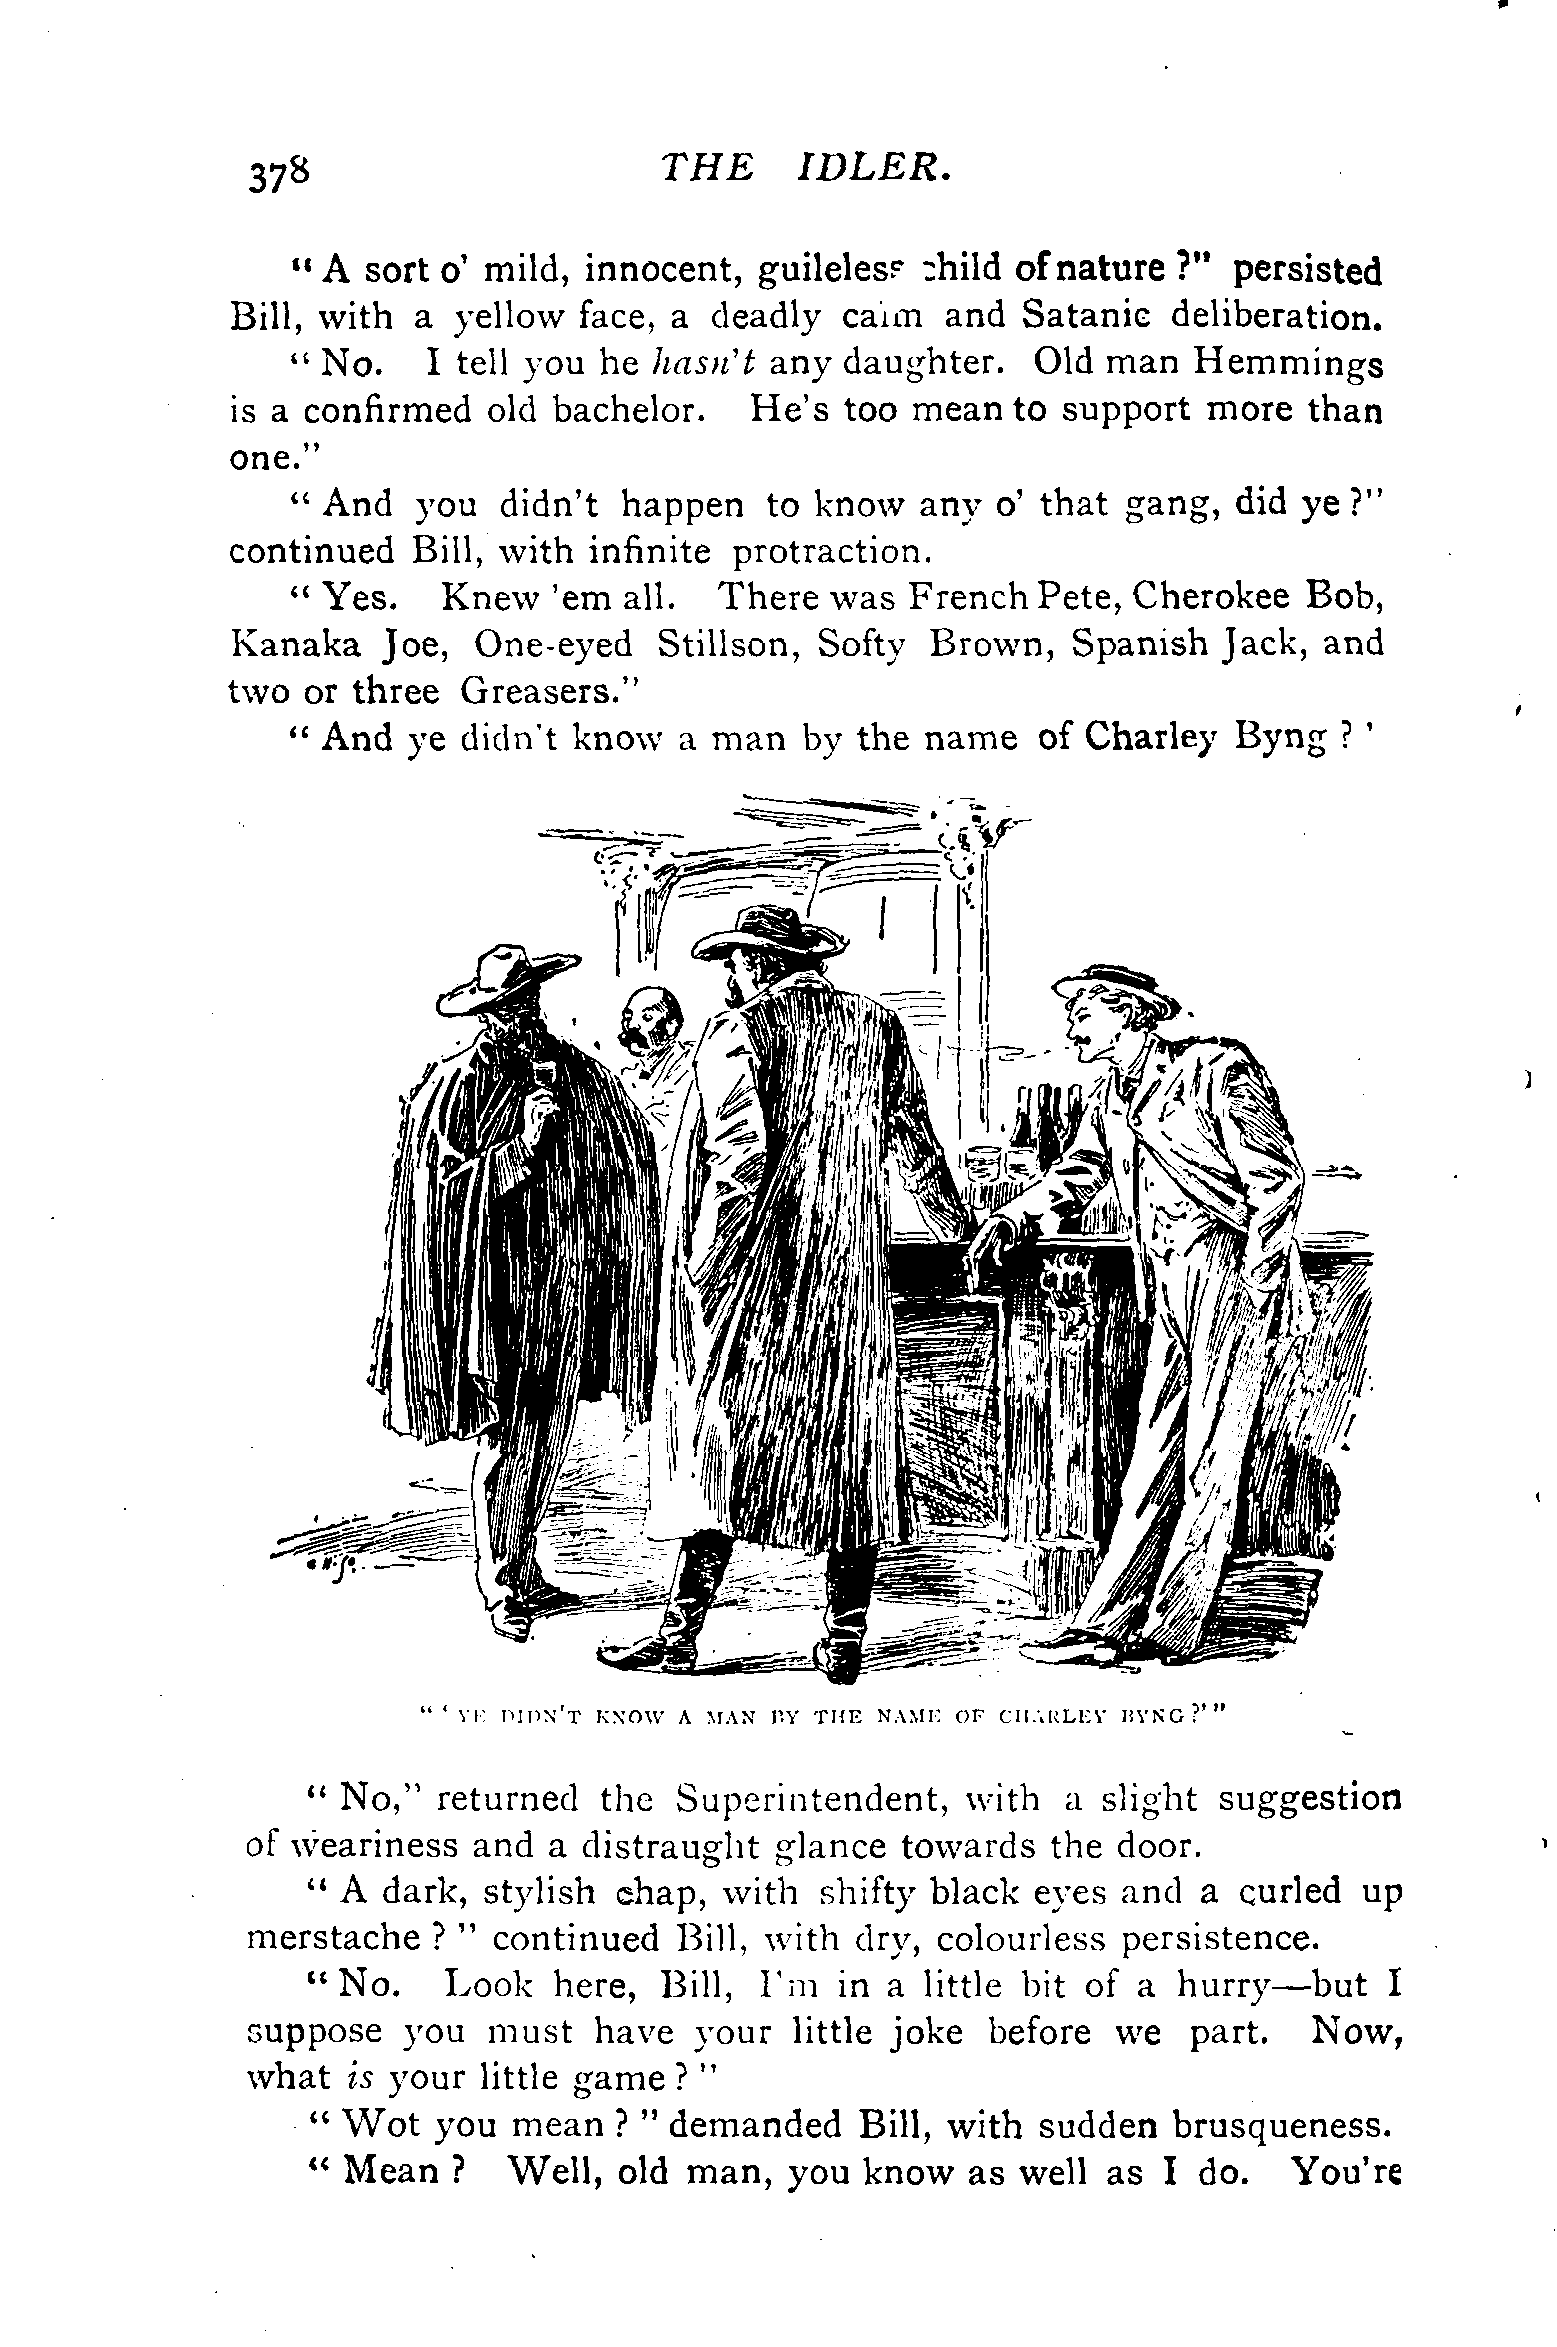 378 THE IDLER.
“ A sort o’ mild, innocent, guileless child of nature ?” persisted
Bill, with a yellow face, a deadly calm and Satanic deliberation.
“ No. I tell you he hasn’t any daughter. Old man Hemmings
is a confirmed old bachelor. He’s too mean to support more than
one.”
“ And you didn’t happen to know any o’ that gang, did ye ?”
continued Bill, with infinite protraction.
“ Yes. Knew ’em all. There was French Pete, Cherokee Bob,
Kanaka Joe, One-eyed Stillson, Softy Brown, Spanish Jack, and
two or three Greasers.”
“ And ye didn’t know a man by the name of Charley Byng ? ’
“ ‘ YE DIDN’T KNOW A MAN BY THE NAME OF CHARLEY BYNG ?’ ”
“ No,” returned the Superintendent, with a slight suggestion
of weariness and a distraught glance towards the door.
“ A dark, stylish chap, with shifty black eyes and a curled up
merstache ? ” continued Bill, with dry, colourless persistence.
“ No. Look here, Bill, I’m in a little bit of a hurry—but I
suppose you must have your little joke before we part. Now,
what is your little game ? ”
“ Wot you mean ? ” demanded Bill, with sudden brusqueness.
“ Mean ? Well, old man, you know as well as I do. You’re